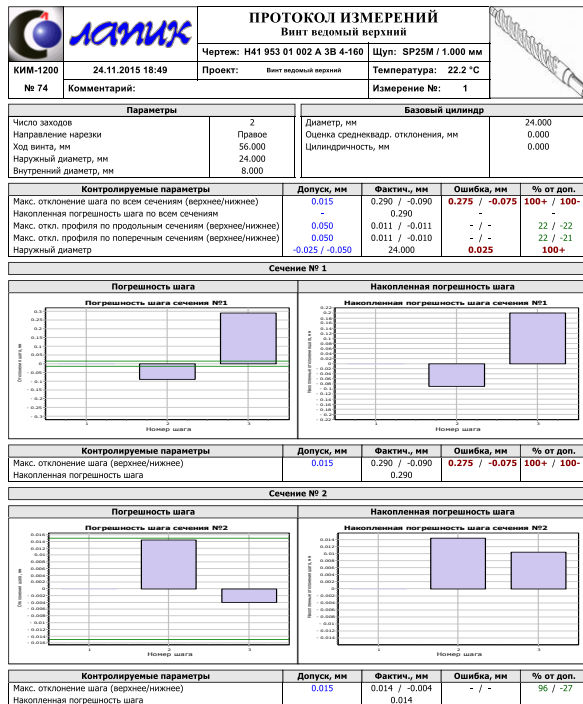 ЛАПИК
ПРОТОКОЛ ИЗМЕРЕНИЙ
Винт ведомый верхний
Чертеж: Н41 953 01 002 А 3В 4-160 Щуп: SP25M / 1.000 мм
КИМ-1200 24.11.2015 18:49 Проект: Винт ведомый верхний Температура: 22.2 °C
№ 74 Комментарий: Измерение №: 1
Параметры Базовый цилиндр
Число заходов 2 Диаметр, мм 24.000
Направление нарезки Правое Оценка среднеквадр. отклонения, мм 0.000
Ход винта, мм 56.000 Цилиндричность, мм 0.000
Наружный диаметр, мм 24.000
Внутренний диаметр, мм 8.000
Контролируемые параметры Допуск, мм Фактич., мм Ошибка, мм % от доп.
Макс. отклонение шага по всем сечениям (верхнее/нижнее) 0.015 0.290 / -0.090 0.275 / -0.075 100+ / 100-
Накопленная погрешность шага по всем сечениям - 0.290 - -
Макс. откл. профиля по продольным сечениям (верхнее/нижнее) 0.050 0.011 / -0.011 - / - 22 / -22
Макс. откл. профиля по поперечным сечениям (верхнее/нижнее) 0.050 0.011 / -0.010 - / - 22 / -21
Наружный диаметр -0.025 / -0.050 24.000 0.025 100+
Сечение № 1
Погрешность шага Накопленная погрешность шага
Погрешность шага сечения №1 Накопленная погрешность шага сечения №1
1 2 3 1 2 3
Номер шага Номер шага
Контролируемые параметры Допуск, мм Фактич., мм Ошибка, мм % от доп.
Макс. отклонение шага (верхнее/нижнее) 0.015 0.290 / -0.090 0.275 / -0.075 100+ / 100-
Накопленная погрешность шага 0.290
Сечение № 2
Погрешность шага Накопленная погрешность шага
Погрешность шага сечения №2 Накопленная погрешность шага сечения №2
1 2 3 1 2 3
Номер шага Номер шага
Контролируемые параметры Допуск, мм Фактич., мм Ошибка, мм % от доп.
Макс. отклонение шага (верхнее/нижнее) 0.015 0.014 / -0.004 - / - 96 / -27
Накопленная погрешность шага 0.014